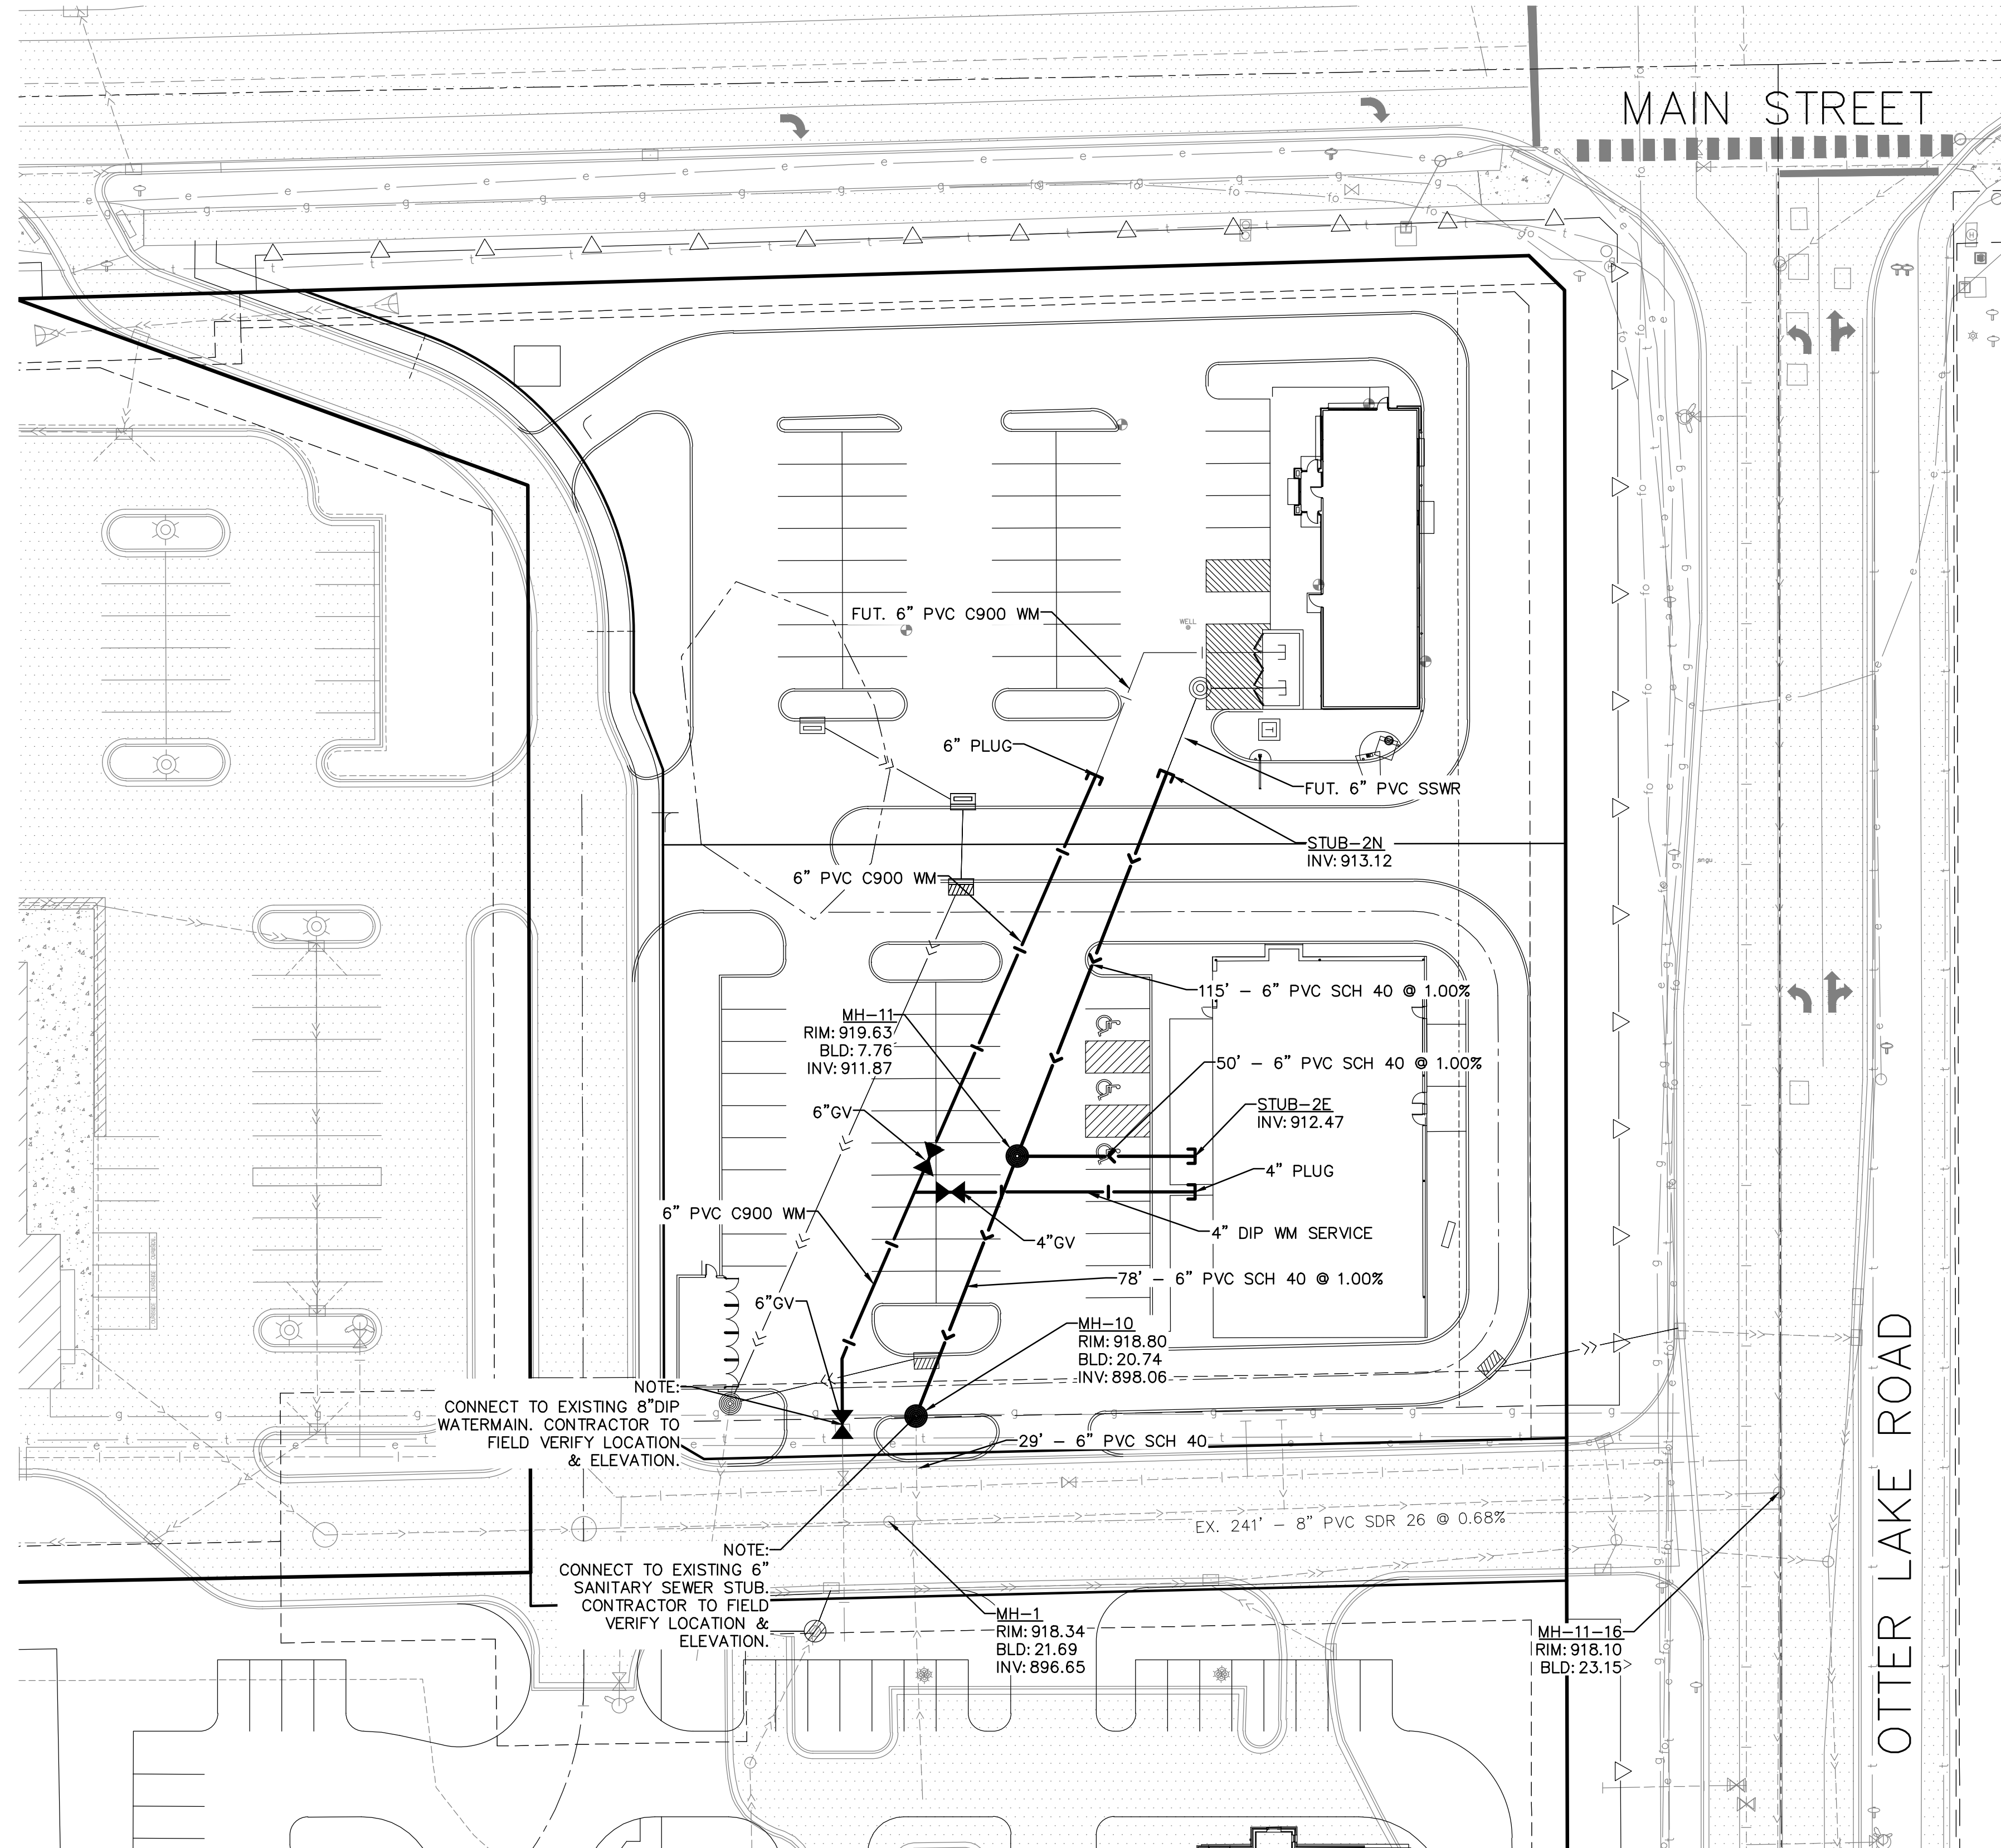 MAIN STREET
FUT. 6" PVC C900 WM
WELL
6" PLUG
FUT. 6" PVC SSWR
STUB-2N
INV: 913.12
6" PVC C900 WM
115' - 6" PVC SCH 40 @ 1.00%
MH-11
RIM: 919.63
BLD: 7.76
INV: 911.87
50' - 6" PVC SCH 40 @ 1.00%
6"GV
STUB-2E
INV: 912.47
4" PLUG
6" PVC C900 WM
4"GV
4" DIP WM SERVICE
78' - 6" PVC SCH 40 @ 1.00%
6"GV
MH-10
RIM: 918.80
BLD: 20.74
INV: 898.06
NOTE:
CONNECT TO EXISTING 8"DIP
WATERMAIN. CONTRACTOR TO
FIELD VERIFY LOCATION
& ELEVATION.
29' - 6" PVC SCH 40
EX. 241' - 8" PVC SDR 26 @ 0.68%
NOTE:
CONNECT TO EXISTING 6"
SANITARY SEWER STUB.
CONTRACTOR TO FIELD
VERIFY LOCATION &
ELEVATION.
MH-1
RIM: 918.34
BLD: 21.69
INV: 896.65
MH-11-16
RIM: 918.10
BLD: 23.15
OTTER LAKE ROAD